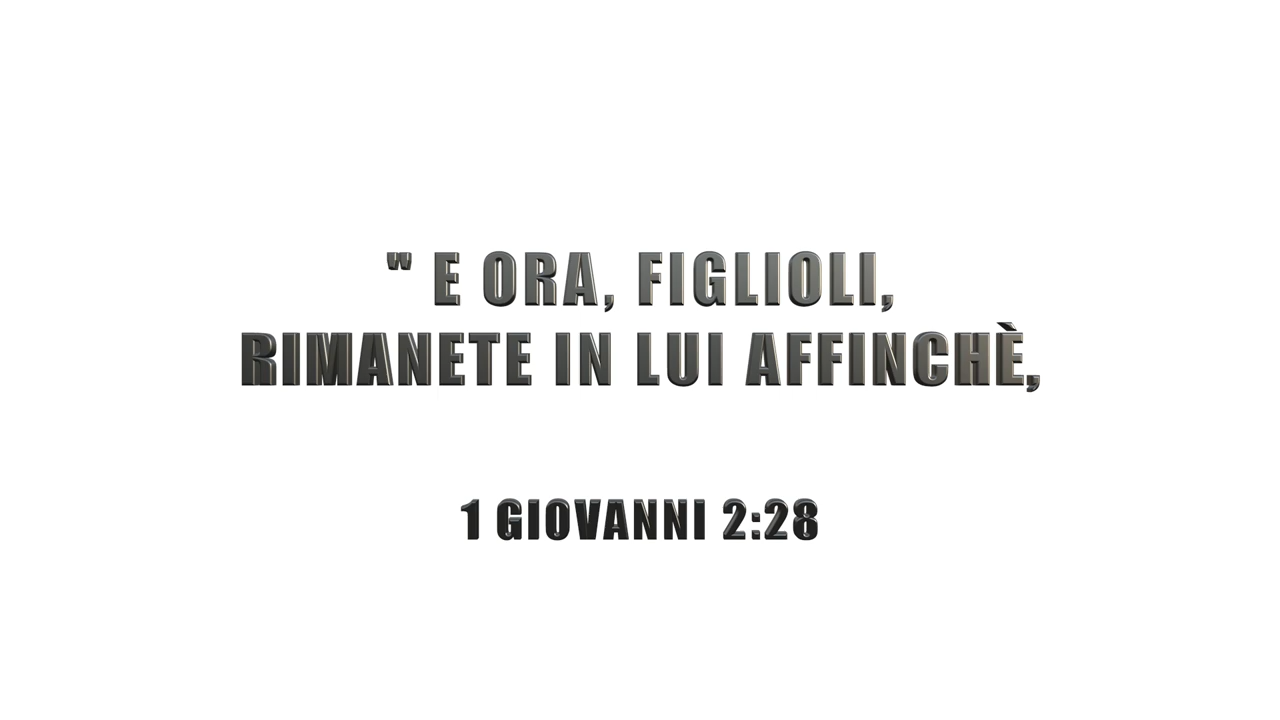 " E ORA, FIGLIOLI,
RIMANETE IN LUI AFFINCHÈ,
1 GIOVANNI 2:28